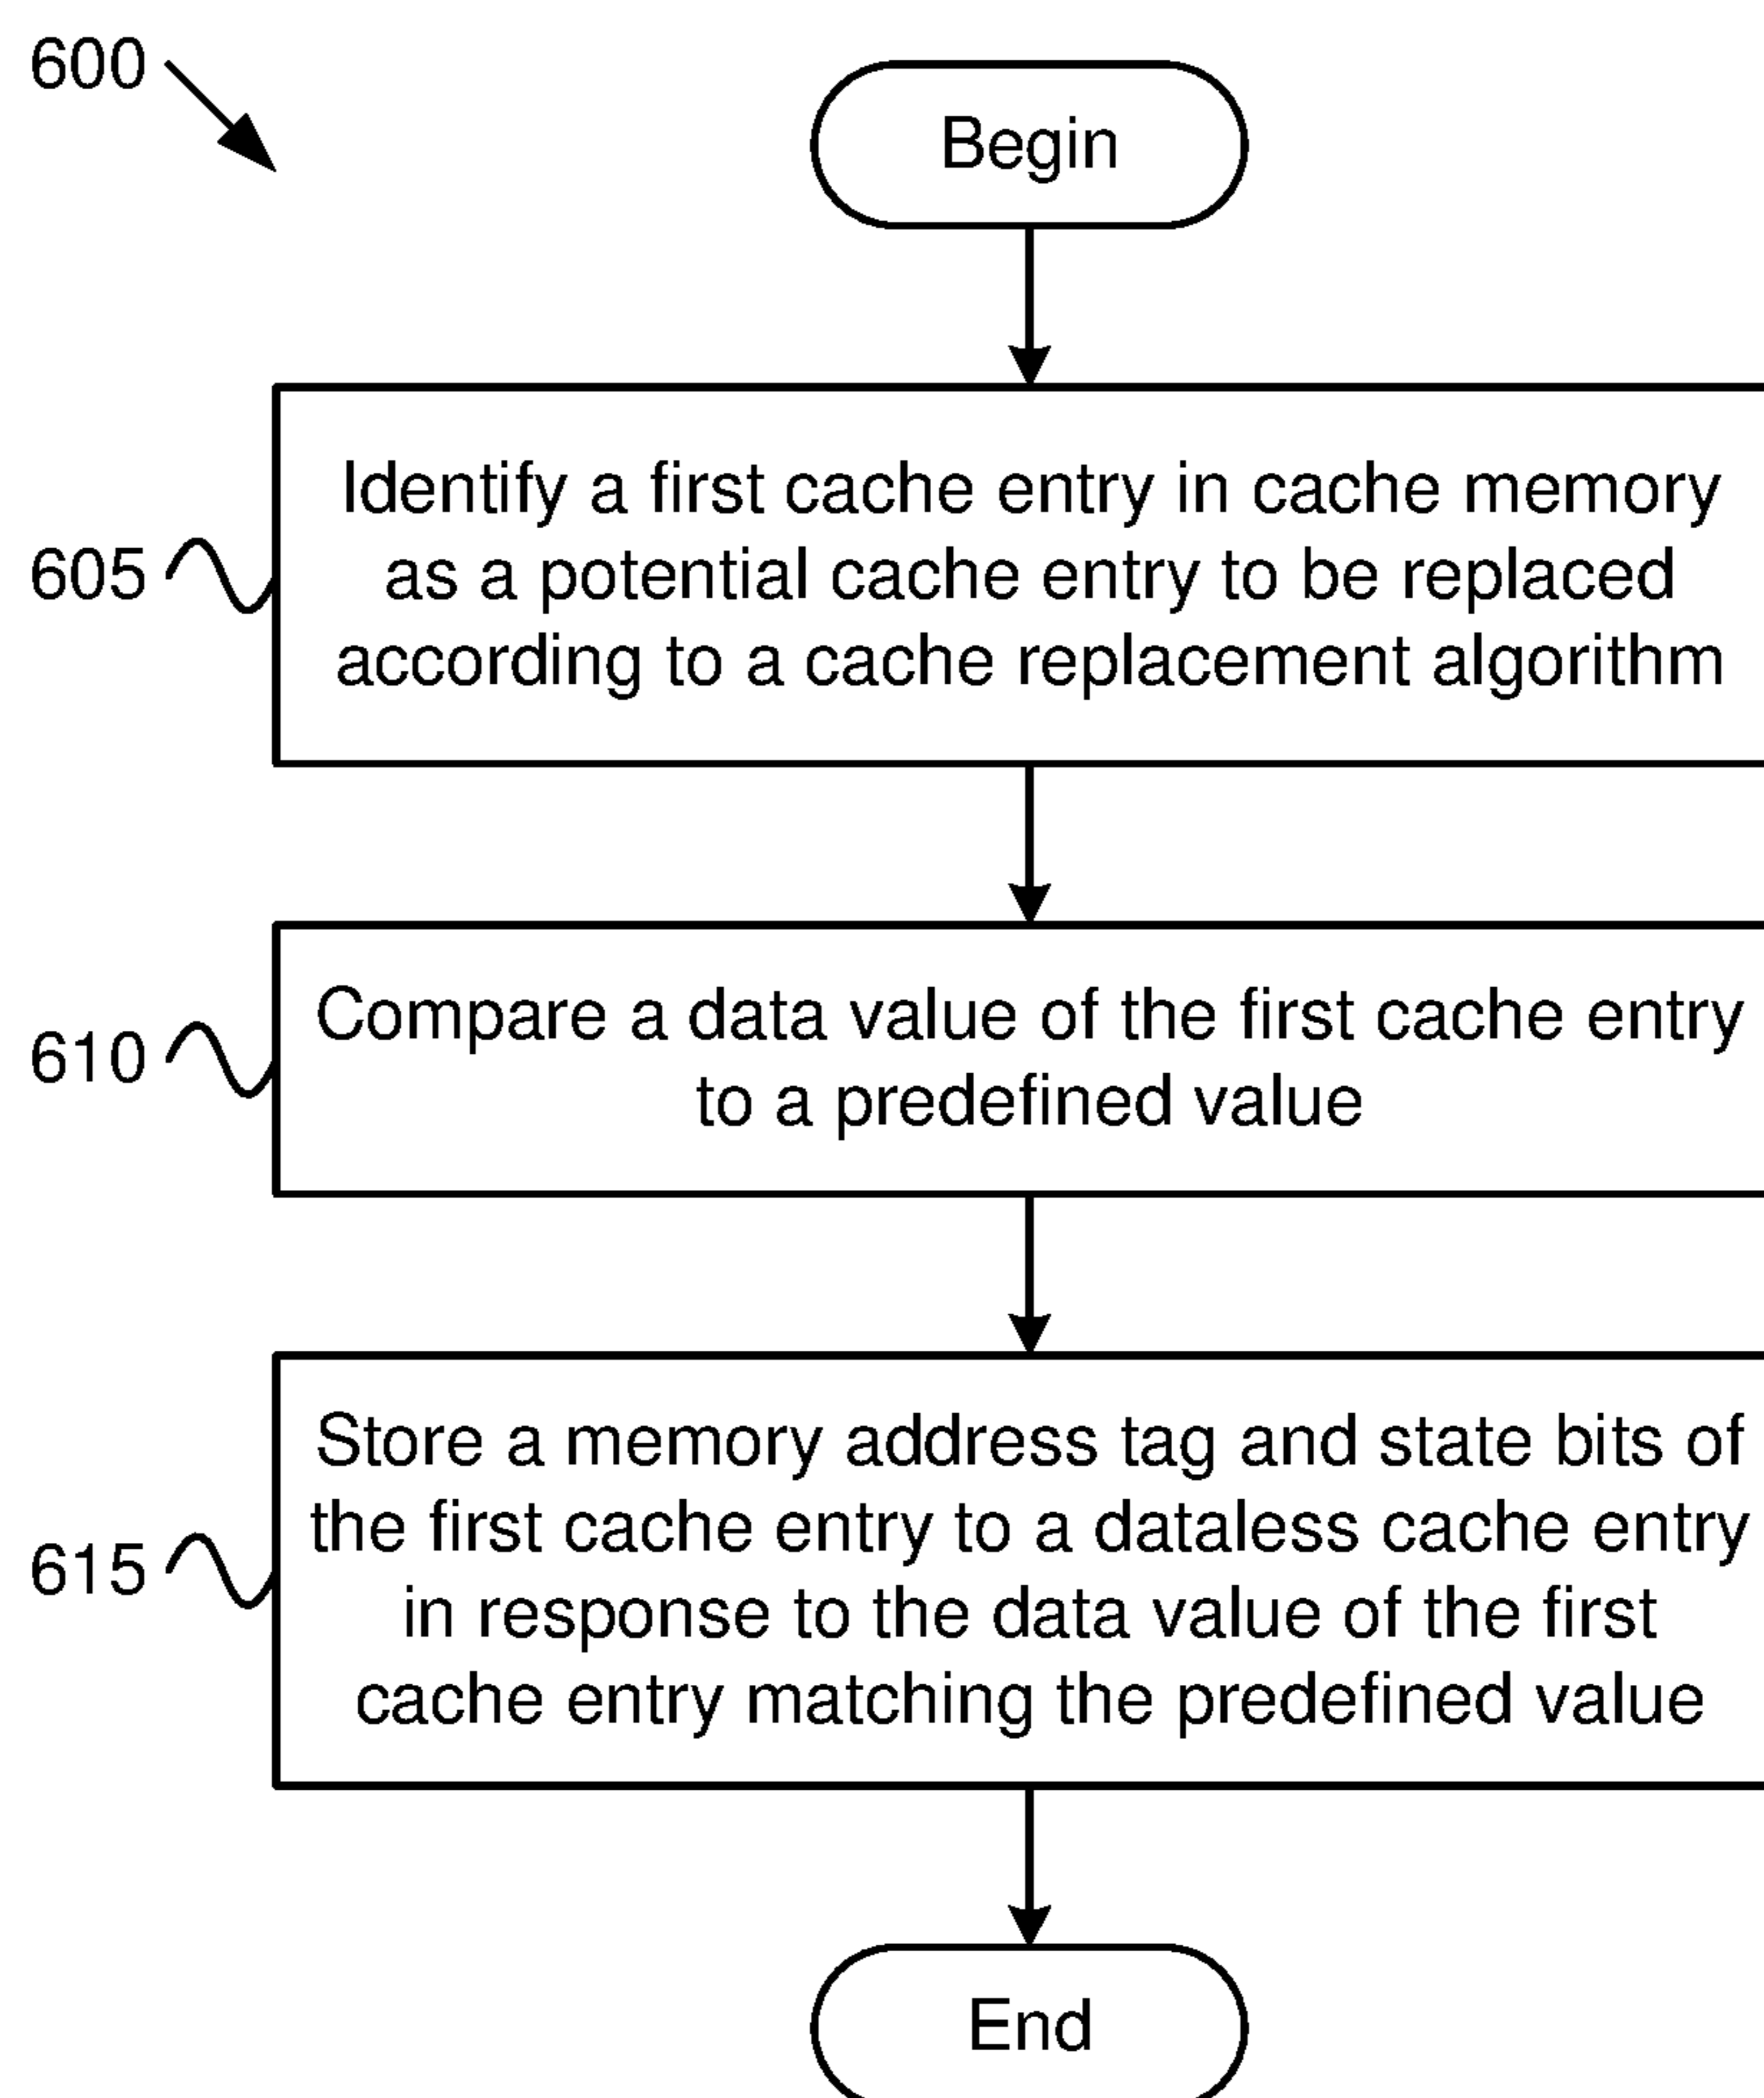 600
Begin
Identify a first cache entry in cache memory
as a potential cache entry to be replaced
according to a cache replacement algorithm
605
Compare a data value of the first cache entry
to a predefined value
610
Store a memory address tag and state bits of
the first cache entry to a dataless cache entry
in response to the data value of the first
cache entry matching the predefined value
615
End